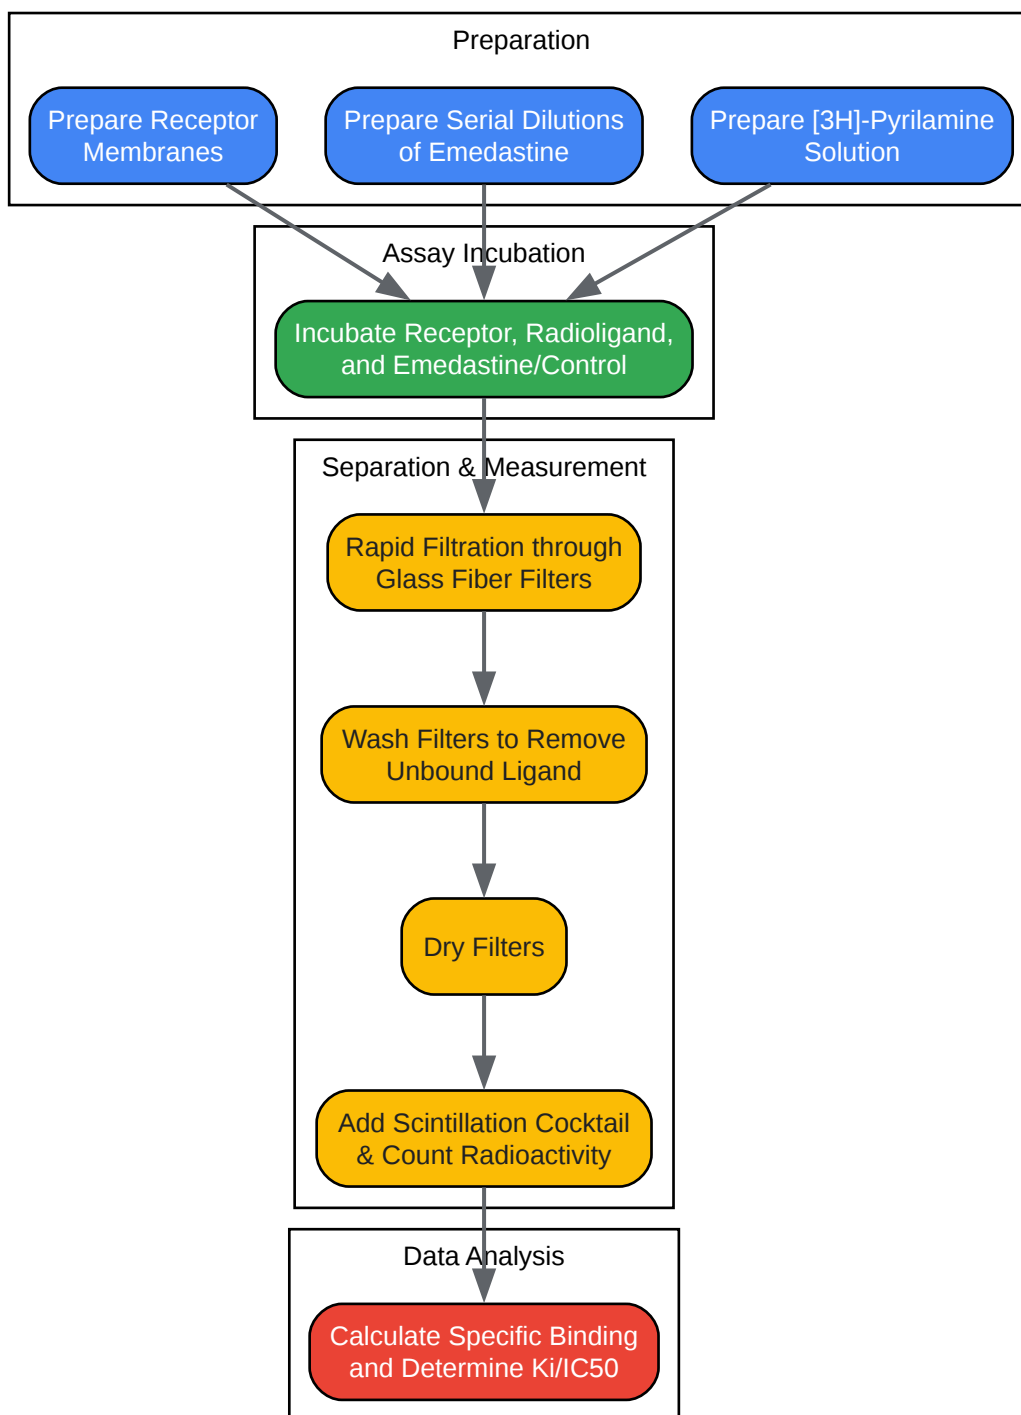 Preparation
Prepare Receptor
Membranes
Prepare Serial Dilutions
of Emedastine
Prepare [3H]-Pyrilamine
Solution
Assay Incubation
Incubate Receptor, Radioligand,
and Emedastine/Control
Separation & Measurement
Rapid Filtration through
Glass Fiber Filters
Wash Filters to Remove
Unbound Ligand
Dry Filters
Add Scintillation Cocktail
& Count Radioactivity
Data Analysis
Calculate Specific Binding
and Determine Ki/IC50